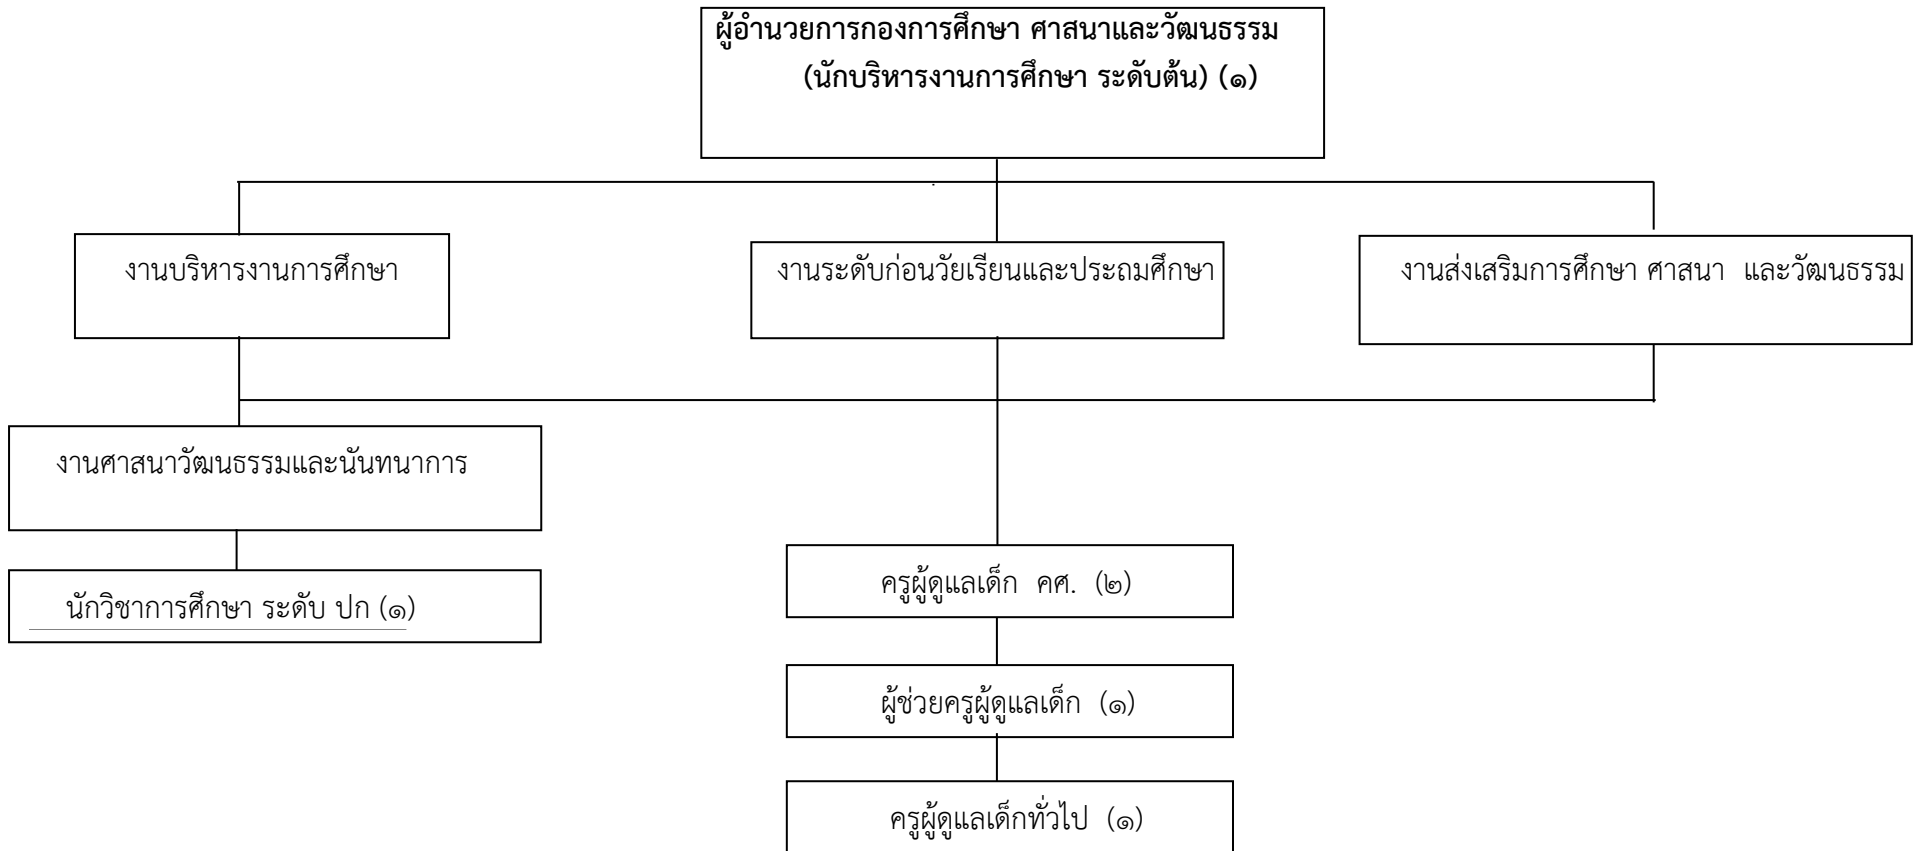 ผู้อำนวยการกองการศึกษา ศาสนาและวัฒนธรรม
(นักบริหารงานการศึกษา ระดับต้น) (๑)
งานบริหารงานการศึกษา
งานระดับก่อนวัยเรียนและประถมศึกษา
งานส่งเสริมการศึกษา ศาสนา และวัฒนธรรม
งานศาสนาวัฒนธรรมและนันทนาการ
นักวิชาการศึกษา ระดับ ปก (๑)
ครูผู้ดูแลเด็ก คศ. (๒)
ผู้ช่วยครูผู้ดูแลเด็ก (๑)
ครูผู้ดูแลเด็กทั่วไป (๑)